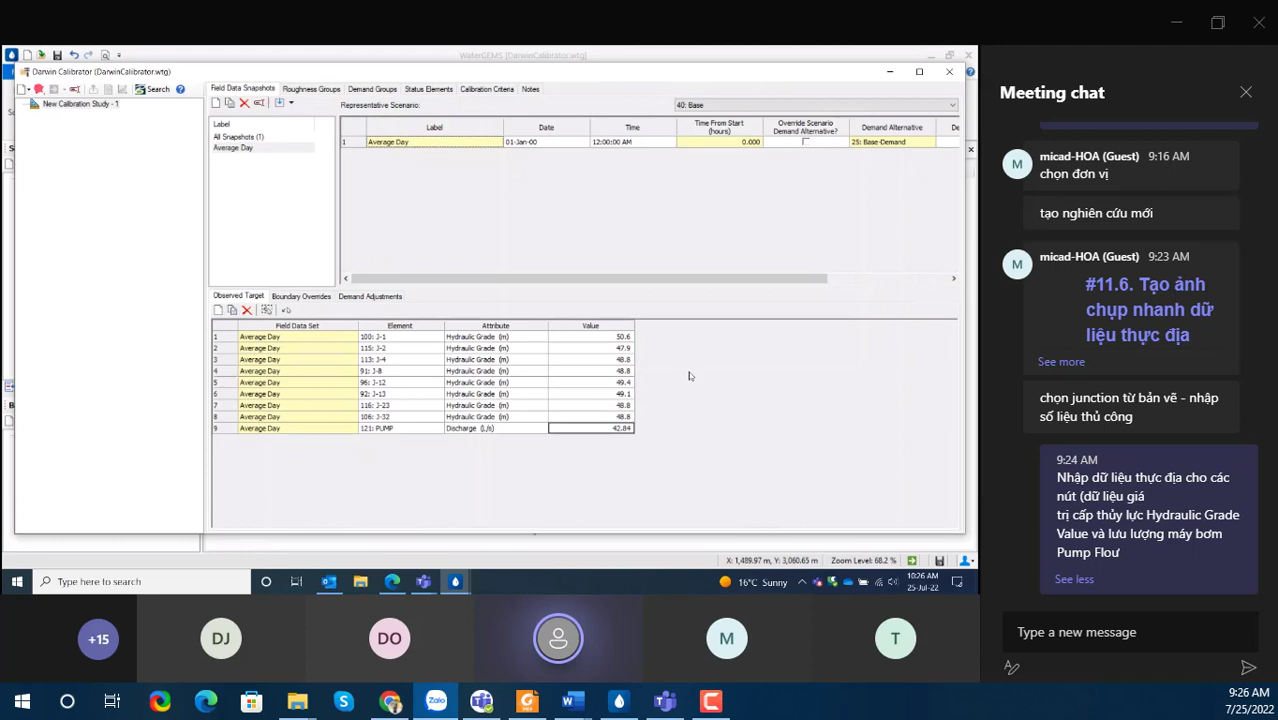 WaterGEMS [DarwinCalibrator.wtg]
Darwin Calibrator (DarwinCalibrator.wtg)
Search
New Calibration Study - 1
Field Data Snapshots
Roughness Groups
Demand Groups
Status Elements
Calibration Criteria
Notes
Representative Scenario:
40: Base
Label
All Snapshots (1)
Average Day
Label Date Time Time From Start (hours) Override Scenario Demand Alternative? Demand Alternative De
1 Average Day 01-Jan-00 12:00:00 AM 0.000 25: Base-Demand
Observed Target
Boundary Overrides
Demand Adjustments
Field Data Set Element Attribute Value
1 Average Day 100: J-1 Hydraulic Grade (m) 50.6
2 Average Day 115: J-2 Hydraulic Grade (m) 47.9
3 Average Day 113: J-4 Hydraulic Grade (m) 48.8
4 Average Day 91: J-8 Hydraulic Grade (m) 48.8
5 Average Day 96: J-12 Hydraulic Grade (m) 49.4
6 Average Day 92: J-13 Hydraulic Grade (m) 49.1
7 Average Day 116: J-23 Hydraulic Grade (m) 48.8
8 Average Day 106: J-32 Hydraulic Grade (m) 48.8
9 Average Day 121: PUMP Discharge (L/s) 42.84
X: 1,489.97 m, Y: 3,060.65 m
Zoom Level: 68.2 %
Type here to search
16°C Sunny
10:26 AM
25-Jul-22
+15
DJ
DO
M
T
Meeting chat
M
micad-HOA (Guest) 9:16 AM
chọn đơn vị
tạo nghiên cứu mới
M
micad-HOA (Guest) 9:23 AM
#11.6. Tạo ảnh
chụp nhanh dữ
liệu thực địa
See more
chọn junction từ bản vẽ - nhập
số liệu thủ công
9:24 AM
Nhập dữ liệu thực địa cho các
nút (dữ liệu giá
trị cấp thủy lực Hydraulic Grade
Value và lưu lượng máy bơm
Pump Flour
See less
Type a new message
Zalo
9:26 AM
7/25/2022